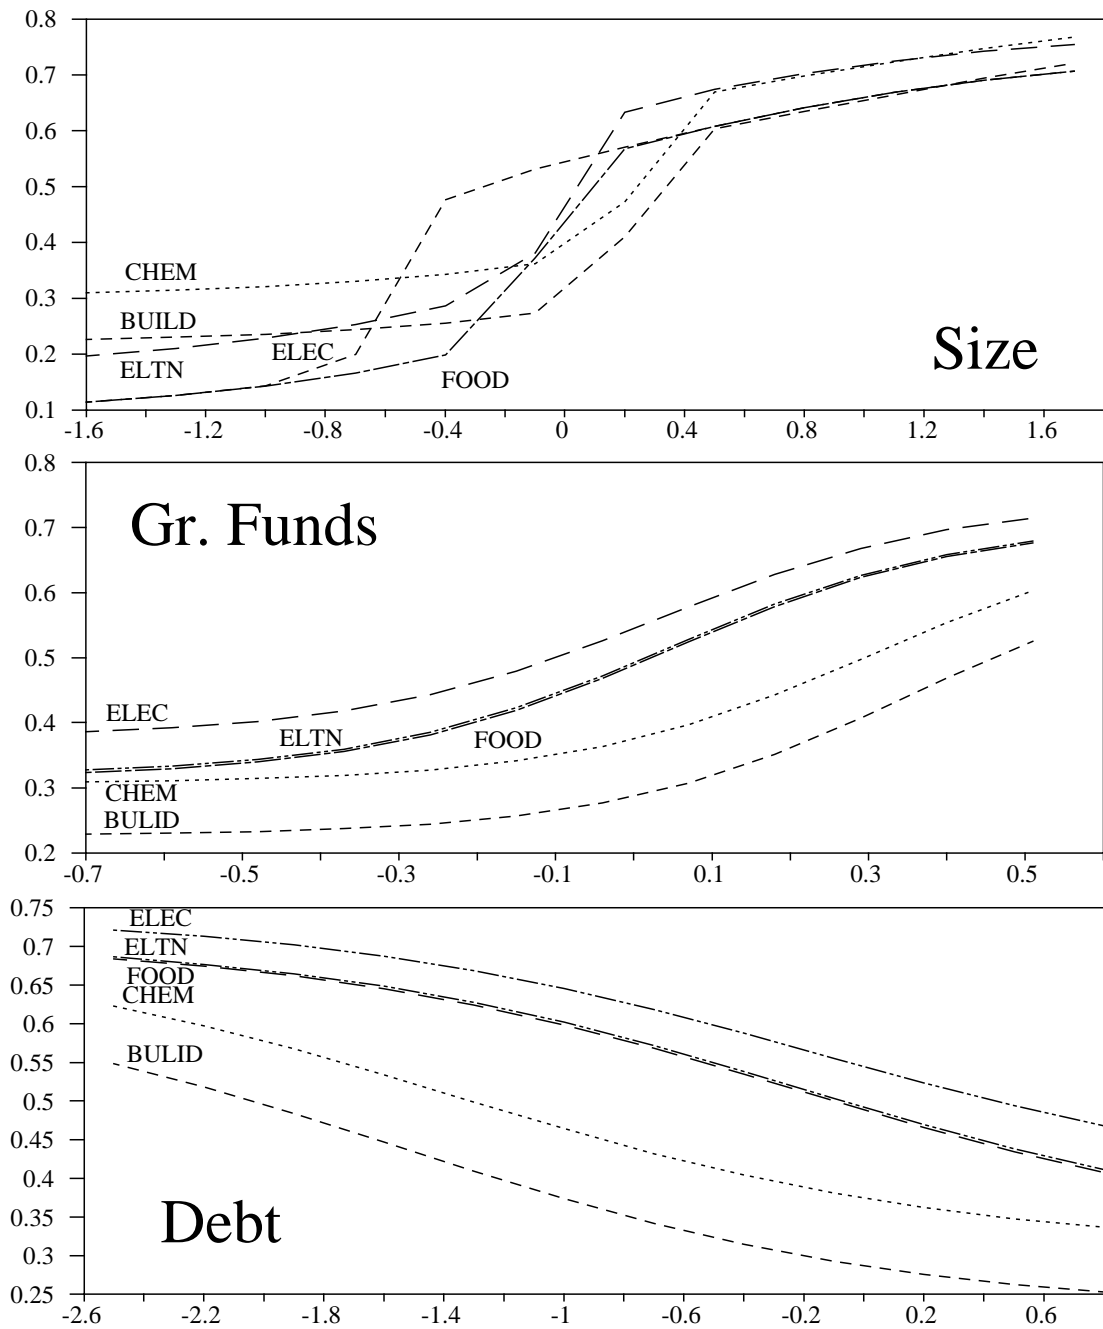 0.8
0.7
0.6
0.5
0.4
CHEM
0.3
BUILD
ELEC
Size
0.2
ELTN
FOOD
0.1
-1.6 -1.2 -0.8 -0.4 0 0.4 0.8 1.2 1.6
0.8
Gr. Funds
0.7
0.6
0.5
ELEC
0.4
ELTN
FOOD
0.3
CHEM
BULID
0.2
-0.7 -0.5 -0.3 -0.1 0.1 0.3 0.5
0.75
ELEC
0.7
ELTN
FOOD
0.65
CHEM
0.6
BULID
0.55
0.5
0.45
0.4
0.35
Debt
0.3
0.25
-2.6 -2.2 -1.8 -1.4 -1 -0.6 -0.2 0.2 0.6